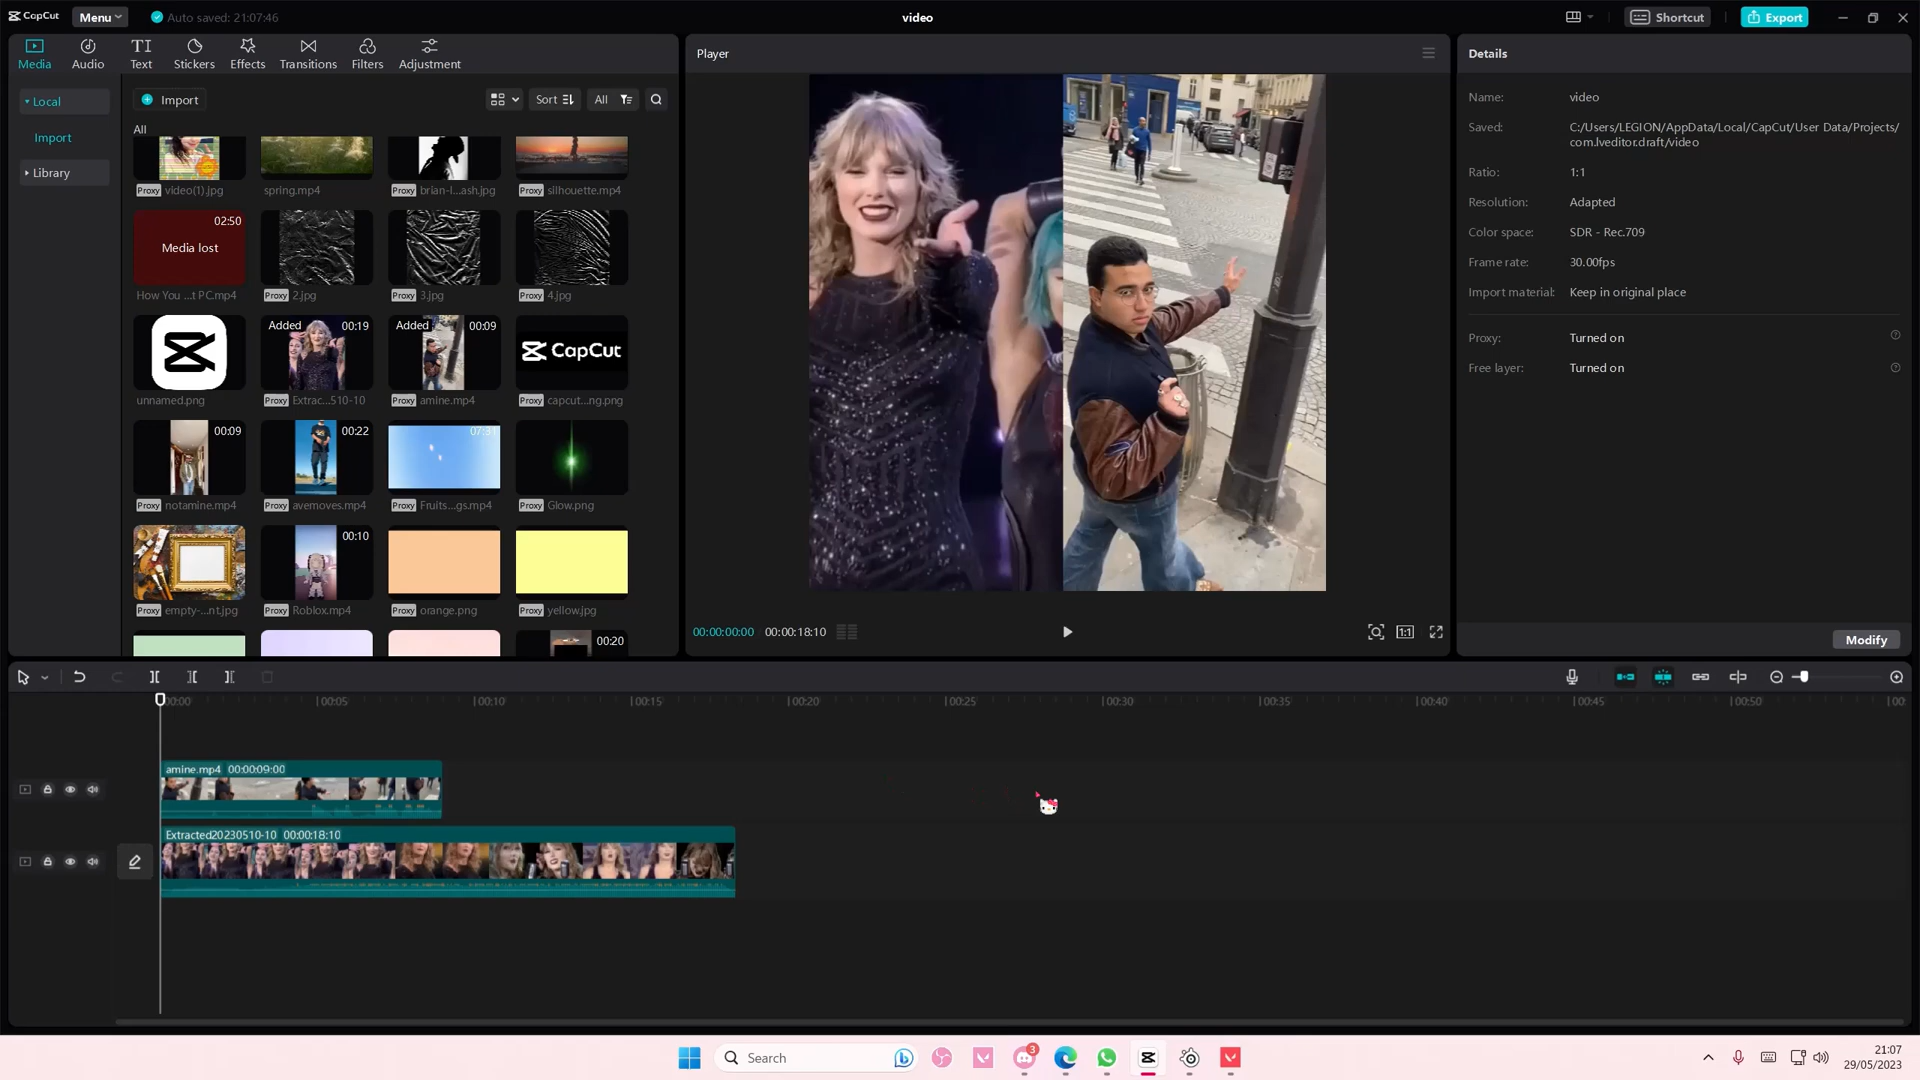 CapCut Menu Auto saved: 21:07:46 video Shortcut Export
Media Audio Text Stickers Effects Transitions Filters Adjustment
Local
Import
Library
Import Sort All
All
Proxy video(1).jpg spring.mp4 Proxy brian-l...ash.jpg Proxy silhouette.mp4
02:50
Media lost
How You ...t PC.mp4 Proxy 2.jpg Proxy 3.jpg Proxy 4.jpg
Added 00:19 Added 00:09
CapCut
unnamed.png Proxy Extrac...510-10 Proxy amine.mp4 Proxy capcut...ng.png
00:09 00:22 07:31
Proxy notamine.mp4 Proxy avemoves.mp4 Proxy Fruits...gs.mp4 Proxy Glow.png
00:10
Proxy empty-...nt.jpg Proxy Roblox.mp4 Proxy orange.png Proxy yellow.jpg
00:20
Player
00:00:00:00 00:00:18:10 1:1
Details
Name: video
Saved: C:/Users/LEGION/AppData/Local/CapCut/User Data/Projects/
com.lveditor.draft/video
Ratio: 1:1
Resolution: Adapted
Color space: SDR - Rec.709
Frame rate: 30.00fps
Import material: Keep in original place
Proxy: Turned on
Free layer: Turned on
Modify
00:00 00:05 00:10 00:15 00:20 00:25 00:30 00:35 00:40 00:45 00:50
amine.mp4 00:00:09:00
Extracted20230510-10 00:00:18:10
Search 3 21:07
29/05/2023